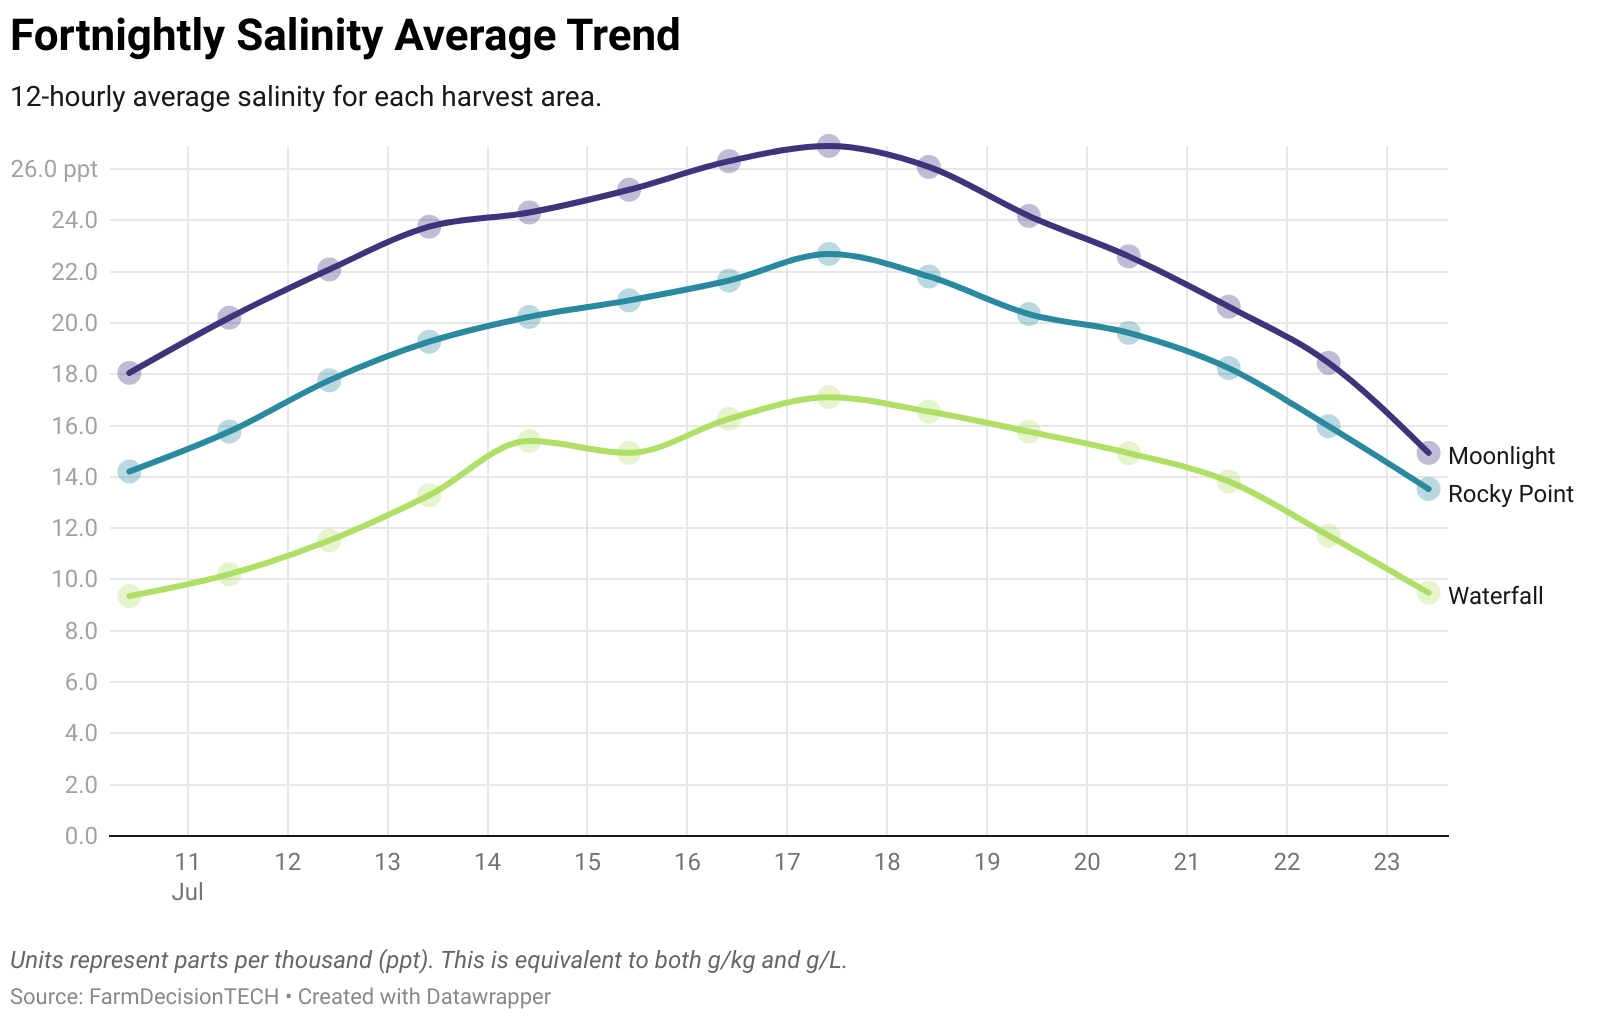 Fortnightly Salinity Average Trend
12-hourly average salinity for each harvest area.
26.0 ppt
24.0
22.0
20.0
18.0
16.0
14.0
12.0
10.0
8.0
6.0
4.0
2.0
0.0
Moonlight
Rocky Point
Waterfall
11 12 13 14 15 16 17 18 19 20 21 22 23
Jul
Units represent parts per thousand (ppt). This is equivalent to both g/kg and g/L.
Source: FarmDecisionTECH • Created with Datawrapper